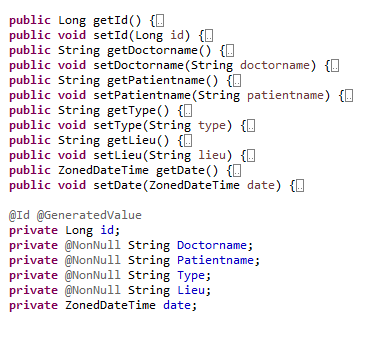 public Long getId() {
public void setId(Long id) {
public String getDoctorname() {
public void setDoctorname(String doctorname) {
public String getPatientname() {
public void setPatientname(String patientname) {
public String getType() {
public void setType(String type) {
public String getLieu() {
public void setLieu(String lieu) {
public ZonedDateTime getDate() {
public void setDate(ZonedDateTime date) {
@Id @GeneratedValue
private Long id;
private @NonNull String Doctorname;
private @NonNull String Patientname;
private @NonNull String Type;
private @NonNull String Lieu;
private ZonedDateTime date;